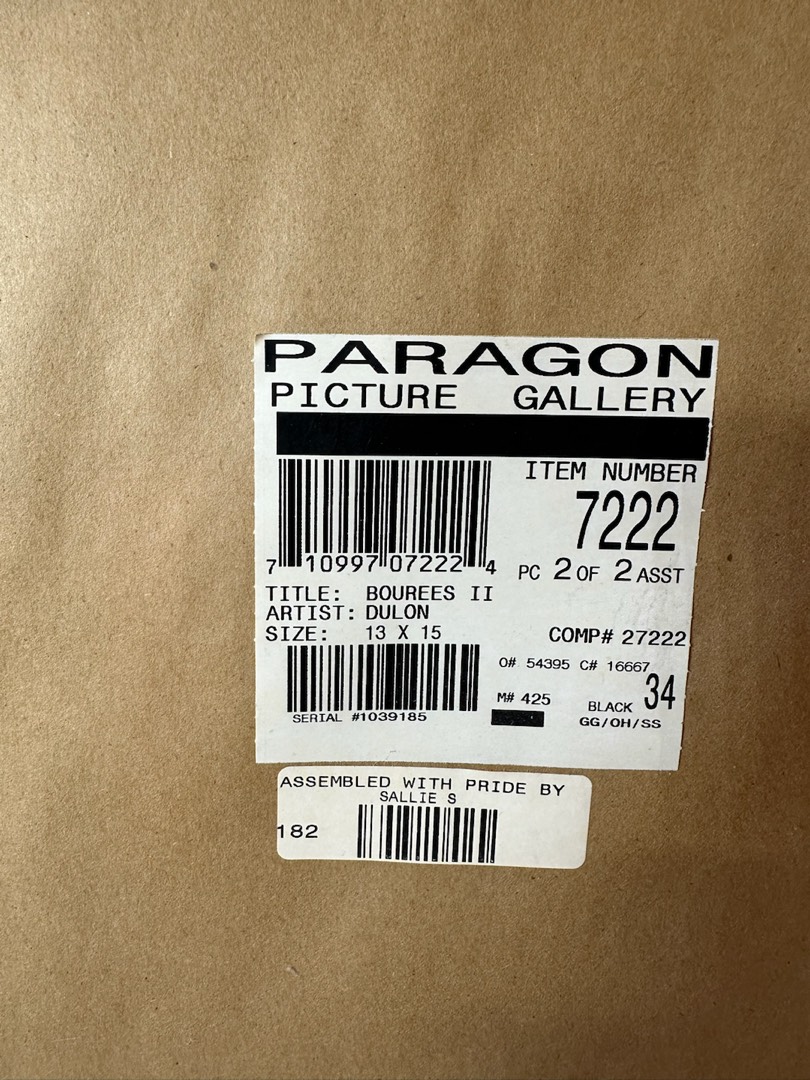 PARAGON
PICTURE GALLERY
ITEM NUMBER
7222
7 10997 07222 4
PC 2 OF 2 ASST
TITLE: BOUREES II
ARTIST: DULON
SIZE: 13 X 15
COMP# 27222
O# 54395 C# 16667
M# 425
BLACK 34
SERIAL #1039185
GG/OH/SS
ASSEMBLED WITH PRIDE BY
SALLIE S
182